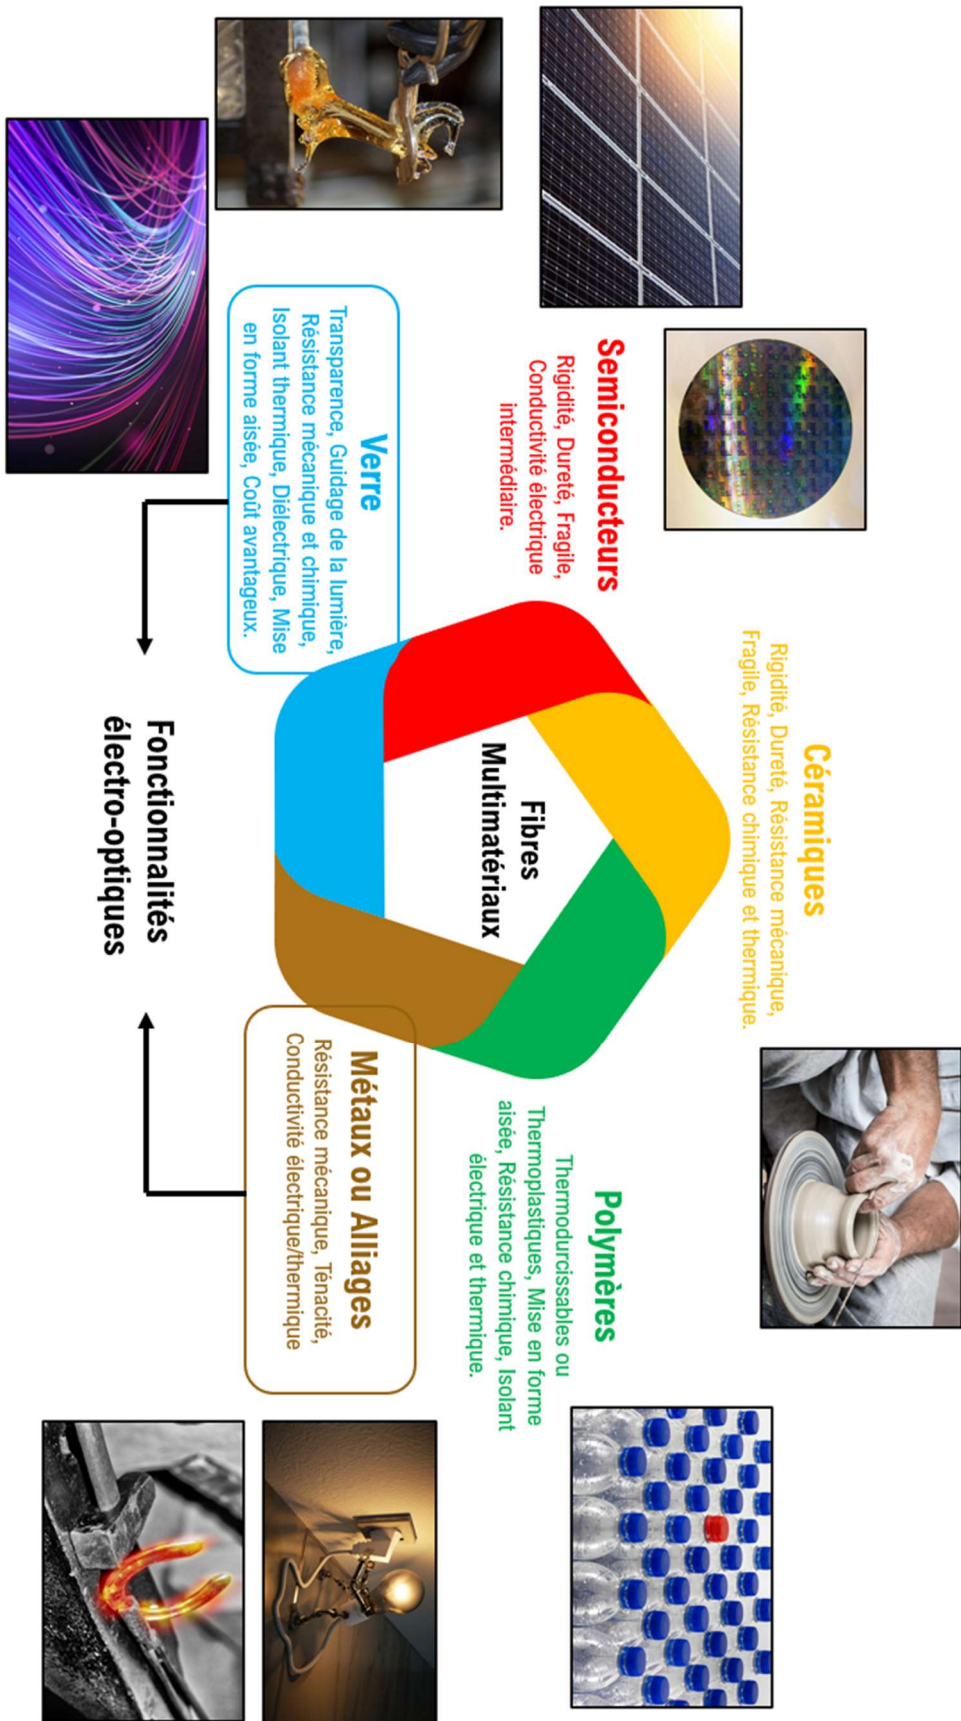 Céramiques
Rigidité, Dureté, Résistance mécanique,
Fragile, Résistance chimique et thermique.
Semiconducteurs
Rigidité, Dureté, Fragile,
Conductivité électrique
intermédiaire.
Polymères
Thermodurcissables ou
Thermoplastiques, Mise en forme
aisée, Résistance chimique, Isolant
électrique et thermique.
Fibres
Multimatériaux
Verre
Transparence, Guidage de la lumière,
Résistance mécanique et chimique,
Isolant thermique, Diélectrique, Mise
en forme aisée, Coût avantageux.
Métaux ou Alliages
Résistance mécanique, Ténacité,
Conductivité électrique/thermique
Fonctionnalités
électro-optiques